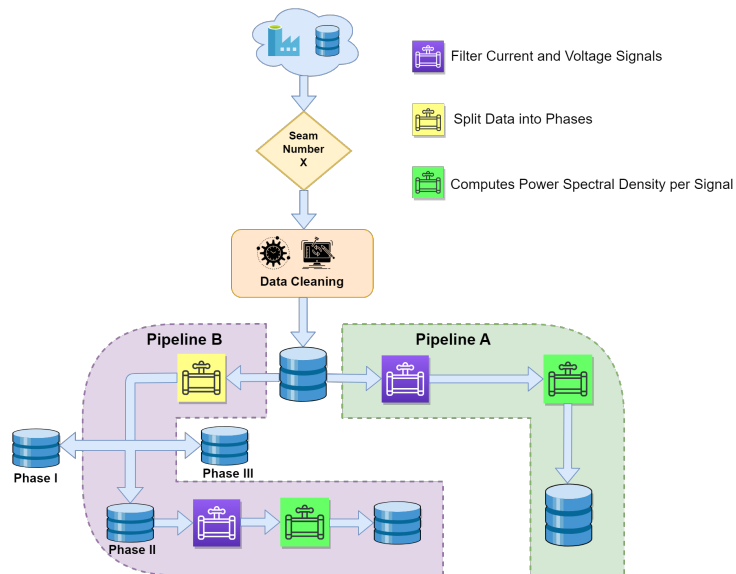 Filter Current and Voltage Signals
Split Data into Phases
Seam
Number
X
Computes Power Spectral Density per Signal
Data Cleaning
Pipeline B
Pipeline A
Phase I
Phase III
Phase II